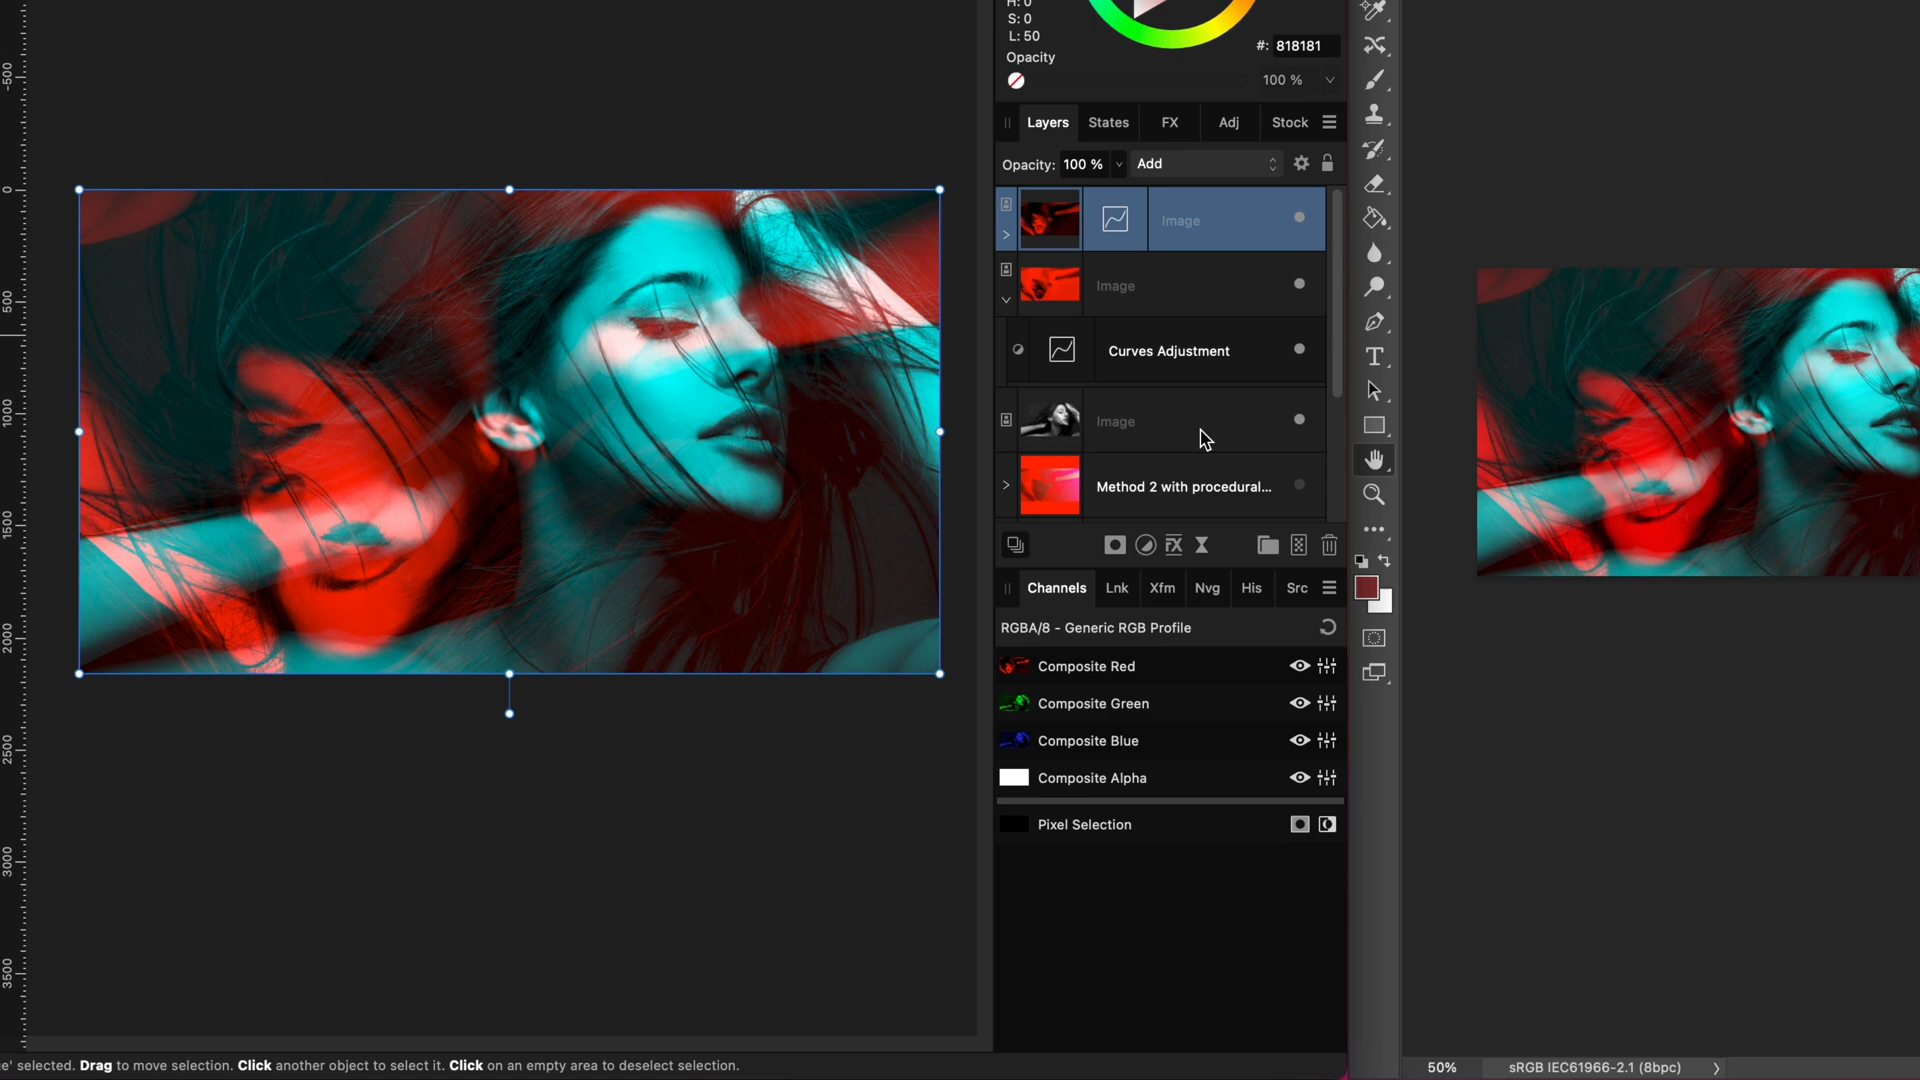 H: 0
S: 0
L: 50
#: 818181
Opacity
100 %
Layers
States
FX
Adj
Stock
Opacity: 100 %
Add
Image
Image
Curves Adjustment
Image
Method 2 with procedural...
FX
Channels
Lnk
Xfm
Nvg
His
Src
RGBA/8 - Generic RGB Profile
Composite Red
Composite Green
Composite Blue
Composite Alpha
Pixel Selection
-500
0
500
1000
1500
2000
2500
3000
3500
T
e' selected. Drag to move selection. Click another object to select it. Click on an empty area to deselect selection.
50%
sRGB IEC61966-2.1 (8bpc)